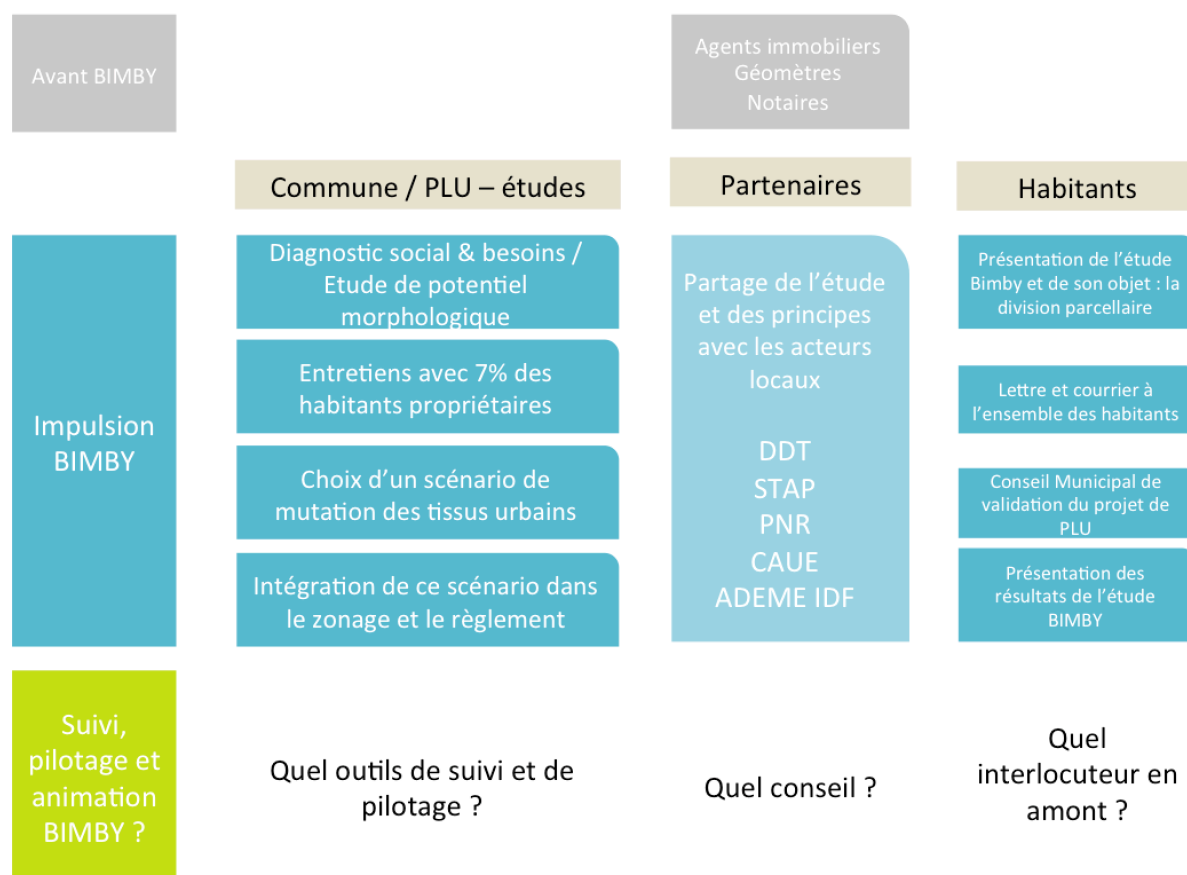 Avant BIMBY
Agents immobiliers
Géomètres
Notaires
Commune / PLU – études
Partenaires
Habitants
Impulsion
BIMBY
Diagnostic social & besoins /
Etude de potentiel
morphologique
Entretiens avec 7% des
habitants propriétaires
Choix d’un scénario de
mutation des tissus urbains
Intégration de ce scénario dans
le zonage et le règlement
Partage de l’étude
et des principes
avec les acteurs
locaux
DDT
STAP
PNR
CAUE
ADEME IDF
Présentation de l’étude
Bimby et de son objet : la
division parcellaire
Lettre et courrier à
l’ensemble des habitants
Conseil Municipal de
validation du projet de
PLU
Présentation des
résultats de l’étude
BIMBY
Suivi,
pilotage et
animation
BIMBY ?
Quel outils de suivi et de
pilotage ?
Quel conseil ?
Quel
interlocuteur en
amont ?